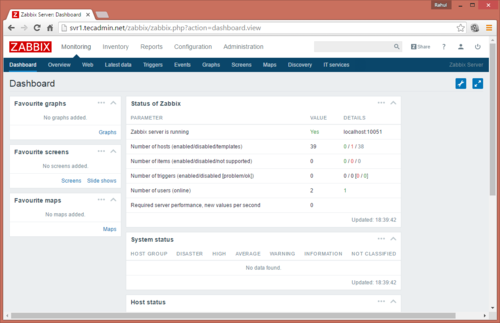 Rahul
Zabbix Server: Dashboard
svr1.tecadmin.net/zabbix/zabbix.php?action=dashboard.view
ZABBIX Monitoring Inventory Reports Configuration Administration Share ?
Dashboard Overview Web Latest data Triggers Events Graphs Screens Maps Discovery IT services Zabbix Server
Dashboard
Favourite graphs
No graphs added.
Graphs
Favourite screens
No screens added.
Screens Slide shows
Favourite maps
No maps added.
Maps
Status of Zabbix
PARAMETER VALUE DETAILS
Zabbix server is running Yes localhost:10051
Number of hosts (enabled/disabled/templates) 39 0 / 1 / 38
Number of items (enabled/disabled/not supported) 0 0 / 0 / 0
Number of triggers (enabled/disabled [problem/ok]) 0 0 / 0 [0 / 0]
Number of users (online) 2 1
Required server performance, new values per second 0
Updated: 18:39:42
System status
HOST GROUP DISASTER HIGH AVERAGE WARNING INFORMATION NOT CLASSIFIED
No data found.
Updated: 18:39:42
Host status